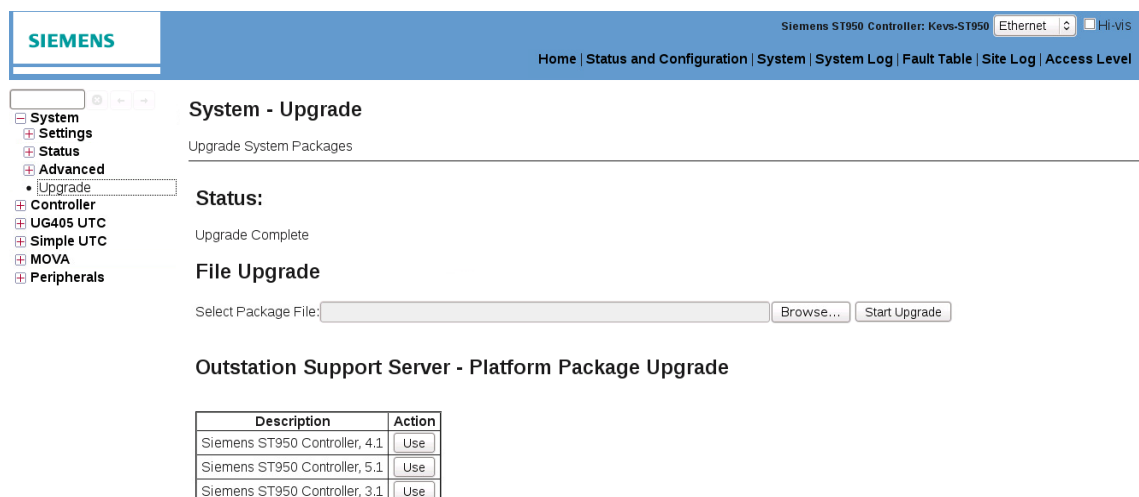 SIEMENS
Siemens ST950 Controller: Kevs-ST950 Ethernet Hi-vis
Home | Status and Configuration | System | System Log | Fault Table | Site Log | Access Level
System
Settings
Status
Advanced
Upgrade
Controller
UG405 UTC
Simple UTC
MOVA
Peripherals
System - Upgrade
Upgrade System Packages
Status:
Upgrade Complete
File Upgrade
Select Package File: Browse... Start Upgrade
Outstation Support Server - Platform Package Upgrade
Description Action
Siemens ST950 Controller, 4.1 Use
Siemens ST950 Controller, 5.1 Use
Siemens ST950 Controller, 3.1 Use